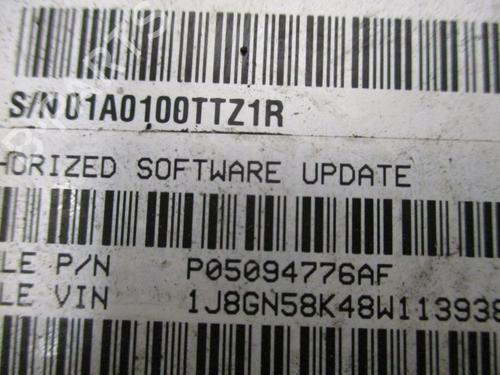 S/N 01A0100TTZ1R
HORIZED SOFTWARE UPDATE
LE P/N P05094776AF
LE VIN 1J8GN58K48W113938